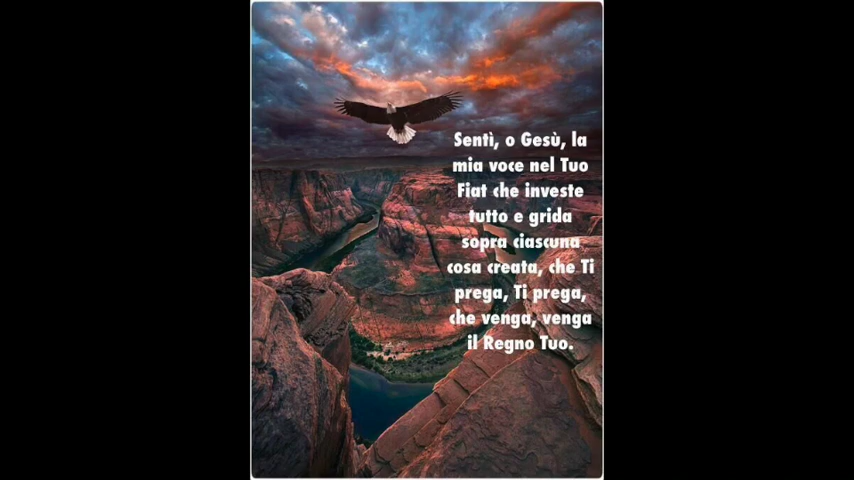 Sentì, o Gesù, la
mia voce nel Tuo
Fiat che investe
tutto e grida
sopra ciascuna
cosa creata, che Ti
prega, Ti prega,
che venga, venga
il Regno Tuo.